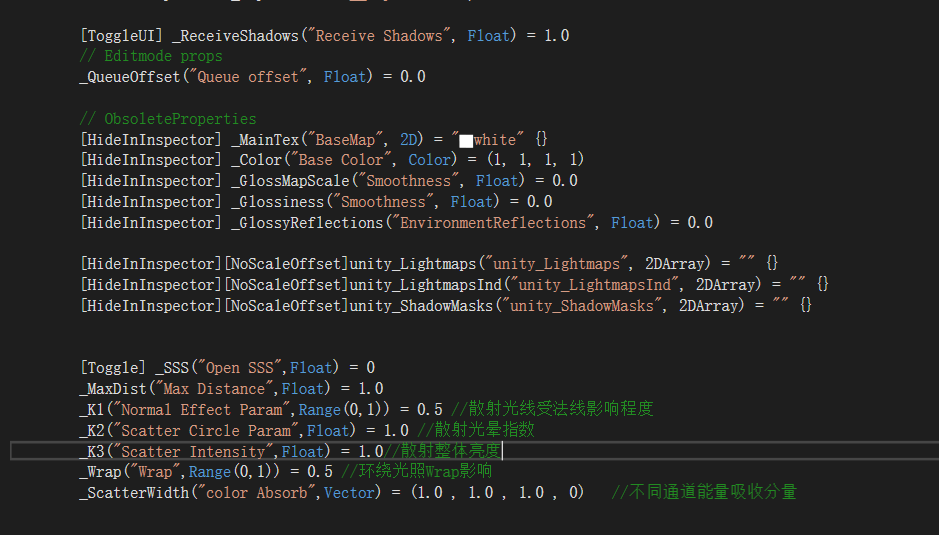 [ToggleUI] _ReceiveShadows("Receive Shadows", Float) = 1.0
// Editmode props
_QueueOffset("Queue offset", Float) = 0.0
// ObsoleteProperties
[HideInInspector] _MainTex("BaseMap", 2D) = "white" {}
[HideInInspector] _Color("Base Color", Color) = (1, 1, 1, 1)
[HideInInspector] _GlossMapScale("Smoothness", Float) = 0.0
[HideInInspector] _Glossiness("Smoothness", Float) = 0.0
[HideInInspector] _GlossyReflections("EnvironmentReflections", Float) = 0.0
[HideInInspector][NoScaleOffset]unity_Lightmaps("unity_Lightmaps", 2DArray) = "" {}
[HideInInspector][NoScaleOffset]unity_LightmapsInd("unity_LightmapsInd", 2DArray) = "" {}
[HideInInspector][NoScaleOffset]unity_ShadowMasks("unity_ShadowMasks", 2DArray) = "" {}
[Toggle] _SSS("Open SSS",Float) = 0
_MaxDist("Max Distance",Float) = 1.0
_K1("Normal Effect Param",Range(0,1)) = 0.5 //散射光线受法线影响程度
_K2("Scatter Circle Param",Float) = 1.0 //散射光晕指数
_K3("Scatter Intensity",Float) = 1.0//散射整体亮度
_Wrap("Wrap",Range(0,1)) = 0.5 //环绕光照Wrap影响
_ScatterWidth("color Absorb",Vector) = (1.0 , 1.0 , 1.0 , 0) //不同通道能量吸收分量